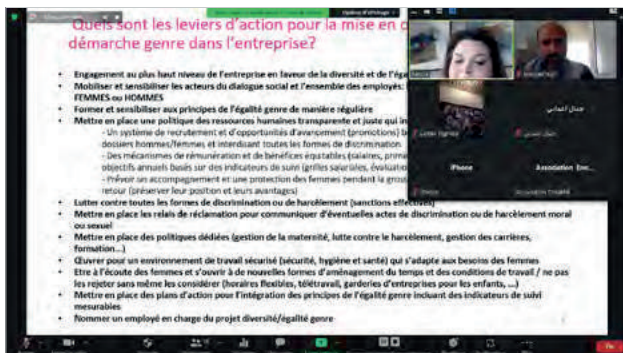 Quels sont les leviers d'action pour la mise en
démarche genre dans l'entreprise?
Engagement au plus haut niveau de l'entreprise en faveur de la diversité et de
Mobiliser et sensibiliser les acteurs du dialogue social et l'ensemble des employés:
FEMMES ou HOMMES
Former et sensibiliser aux principes de l'égalité genre de manière régulière
Mettre en place une politique des ressources humaines transparente et juste qui
- Un système de recrutement et d'opportunités d'avancement (promotions)
dossiers hommes/femmes et interdisant toutes les formes de discrimination
- Des mécanismes de rémunération et de bénéfices équitables (salaires,
objectifs annuels basés sur des indicateurs de suivi (grilles salariales,
- Prévoir un accompagnement et une protection des femmes pendant la
retour (préserver leur position et leurs avantages)
Lutter contre toutes les formes de discrimination ou de harcèlement (sanctions effectives)
Mettre en place les relais de réclamation pour communiquer d'éventuelles actes de discrimination ou de harcèlement moral
ou sexuel
Mettre en place des politiques dédiées (gestion de la maternité, lutte contre le harcèlement, gestion des carrières,
formation...)
Œuvrer pour un environnement de travail sécurisé (sécurité, hygiène et santé) qui s'adapte aux besoins des femmes
Etre à l'écoute des femmes et s'ouvrir à de nouvelles formes d'aménagement du temps et des conditions de travail / ne pas
les rejeter sans même les considérer (horaires flexibles, télétravail, garderies d'entreprises pour les enfants, ...)
Mettre en place des plans d'action pour l'intégration des principes de l'égalité genre incluant des indicateurs de suivi
mesurables
Nommer un employé en charge du projet diversité/égalité genre
iPhone